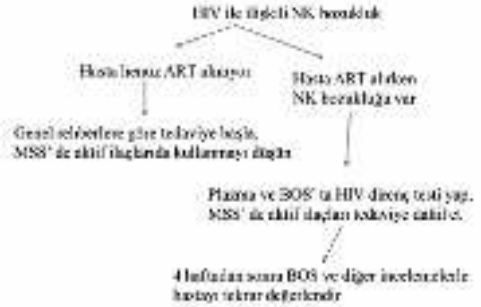 HIV ile ilişkili NK bozukluk
Hasta henüz ART almıyor
Hasta ART alırken
NK bozukluğu var
Genel rehberlere göre tedaviye başla,
MSS' de aktif ilaçlarıda kullanmayı düşün
Plazma ve BOS' ta HIV direnç testi yap,
MSS' de aktif ilaçları tedaviye dahil et.
4 haftadan sonra BOS ve diğer incelemelerle
hastayı tekrar değerlendir